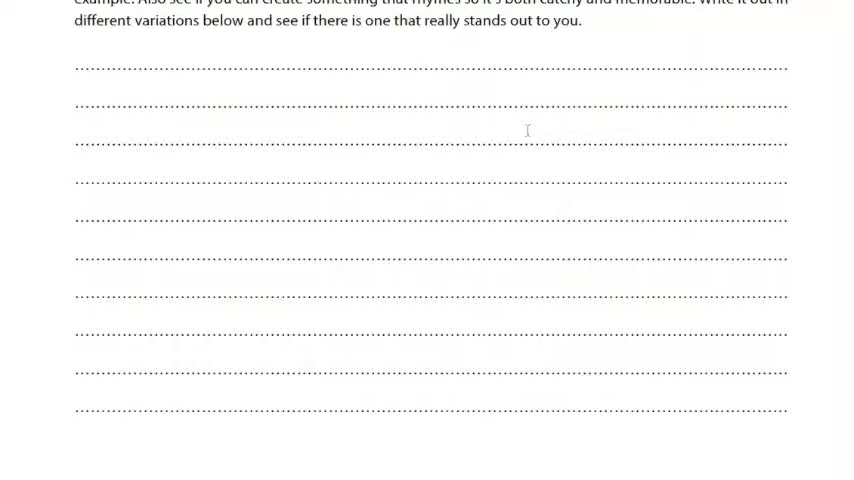 example. Also see if you can create something that rhymes so it's both catchy and memorable. Write it out in
different variations below and see if there is one that really stands out to you.